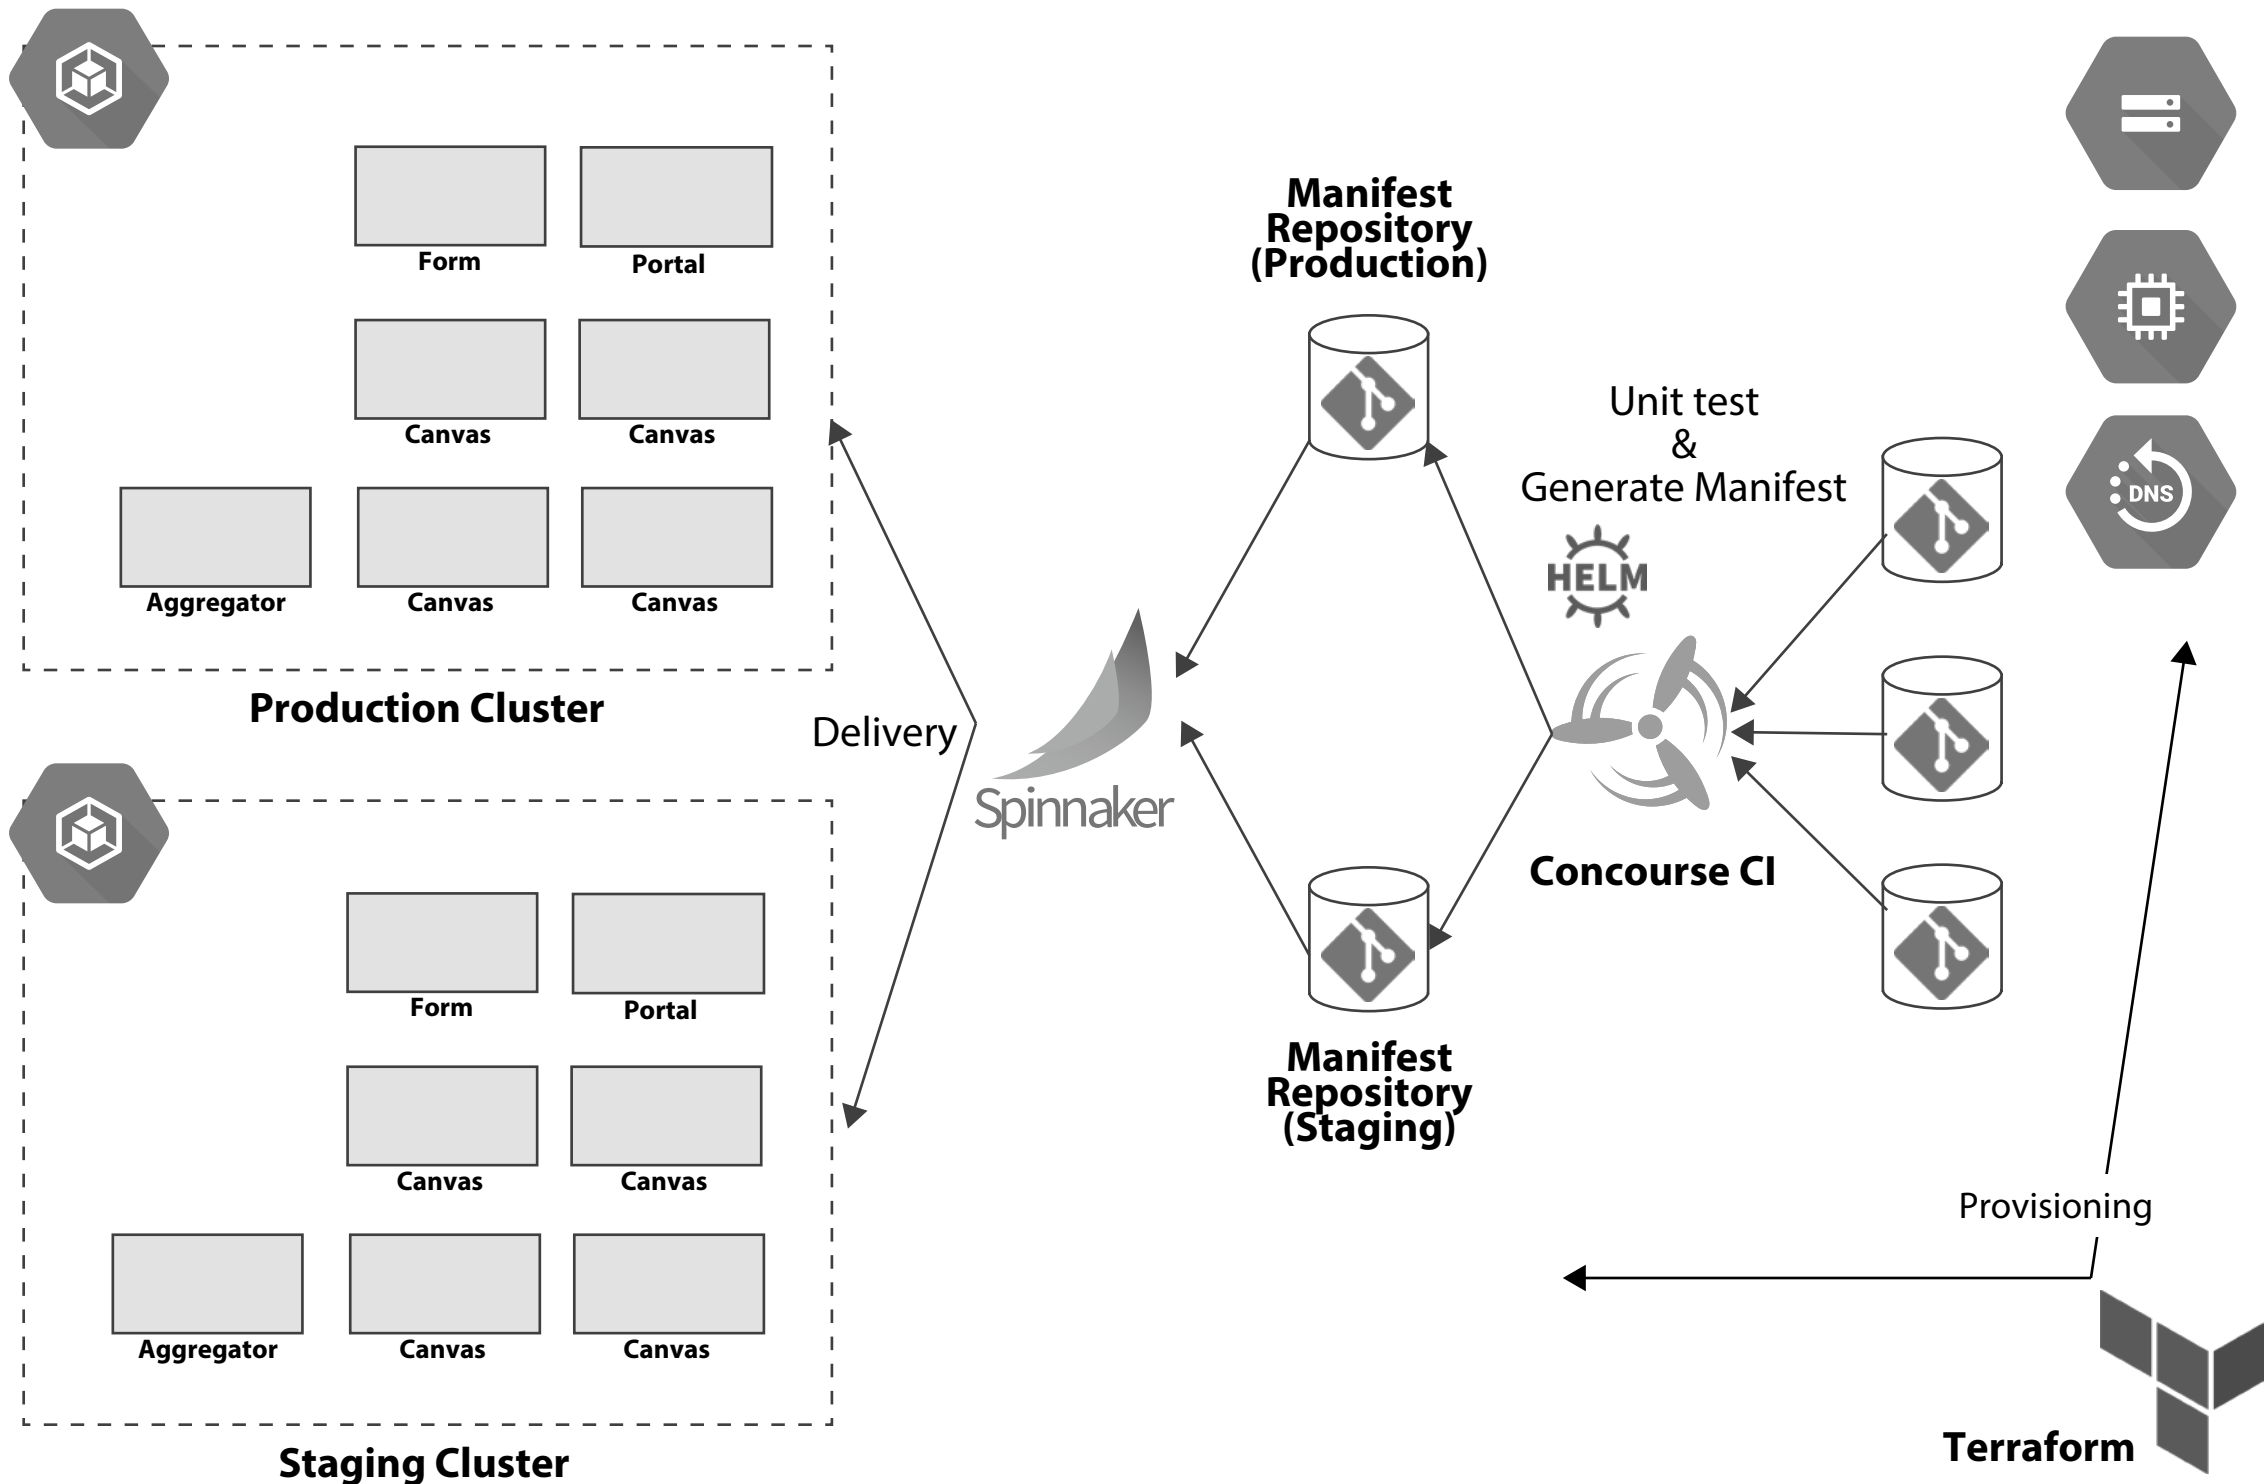 Form
Portal
Canvas
Canvas
Aggregator
Canvas
Canvas
Production Cluster
Form
Portal
Canvas
Canvas
Aggregator
Canvas
Canvas
Staging Cluster
Delivery
Spinnaker
Manifest
Repository
(Production)
Manifest
Repository
(Staging)
Unit test
&
Generate Manifest
HELM
Concourse CI
DNS
Provisioning
Terraform